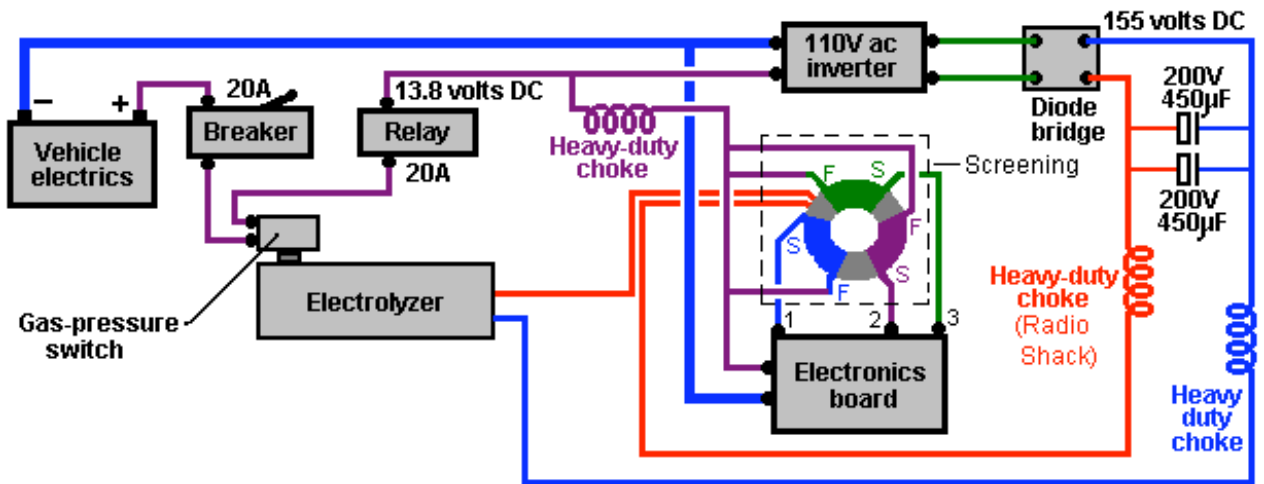 155 volts DC
110V ac
inverter
200V
450µF
20A
13.8 volts DC
–
+
Breaker
Relay
Diode
bridge
Heavy-duty
choke
Vehicle
electrics
20A
Screening
F
S
200V
450µF
F
S
S
F
Heavy-duty
choke
(Radio
Shack)
Electrolyzer
Gas-pressure
switch
1
2
3
Electronics
board
Heavy
duty
choke